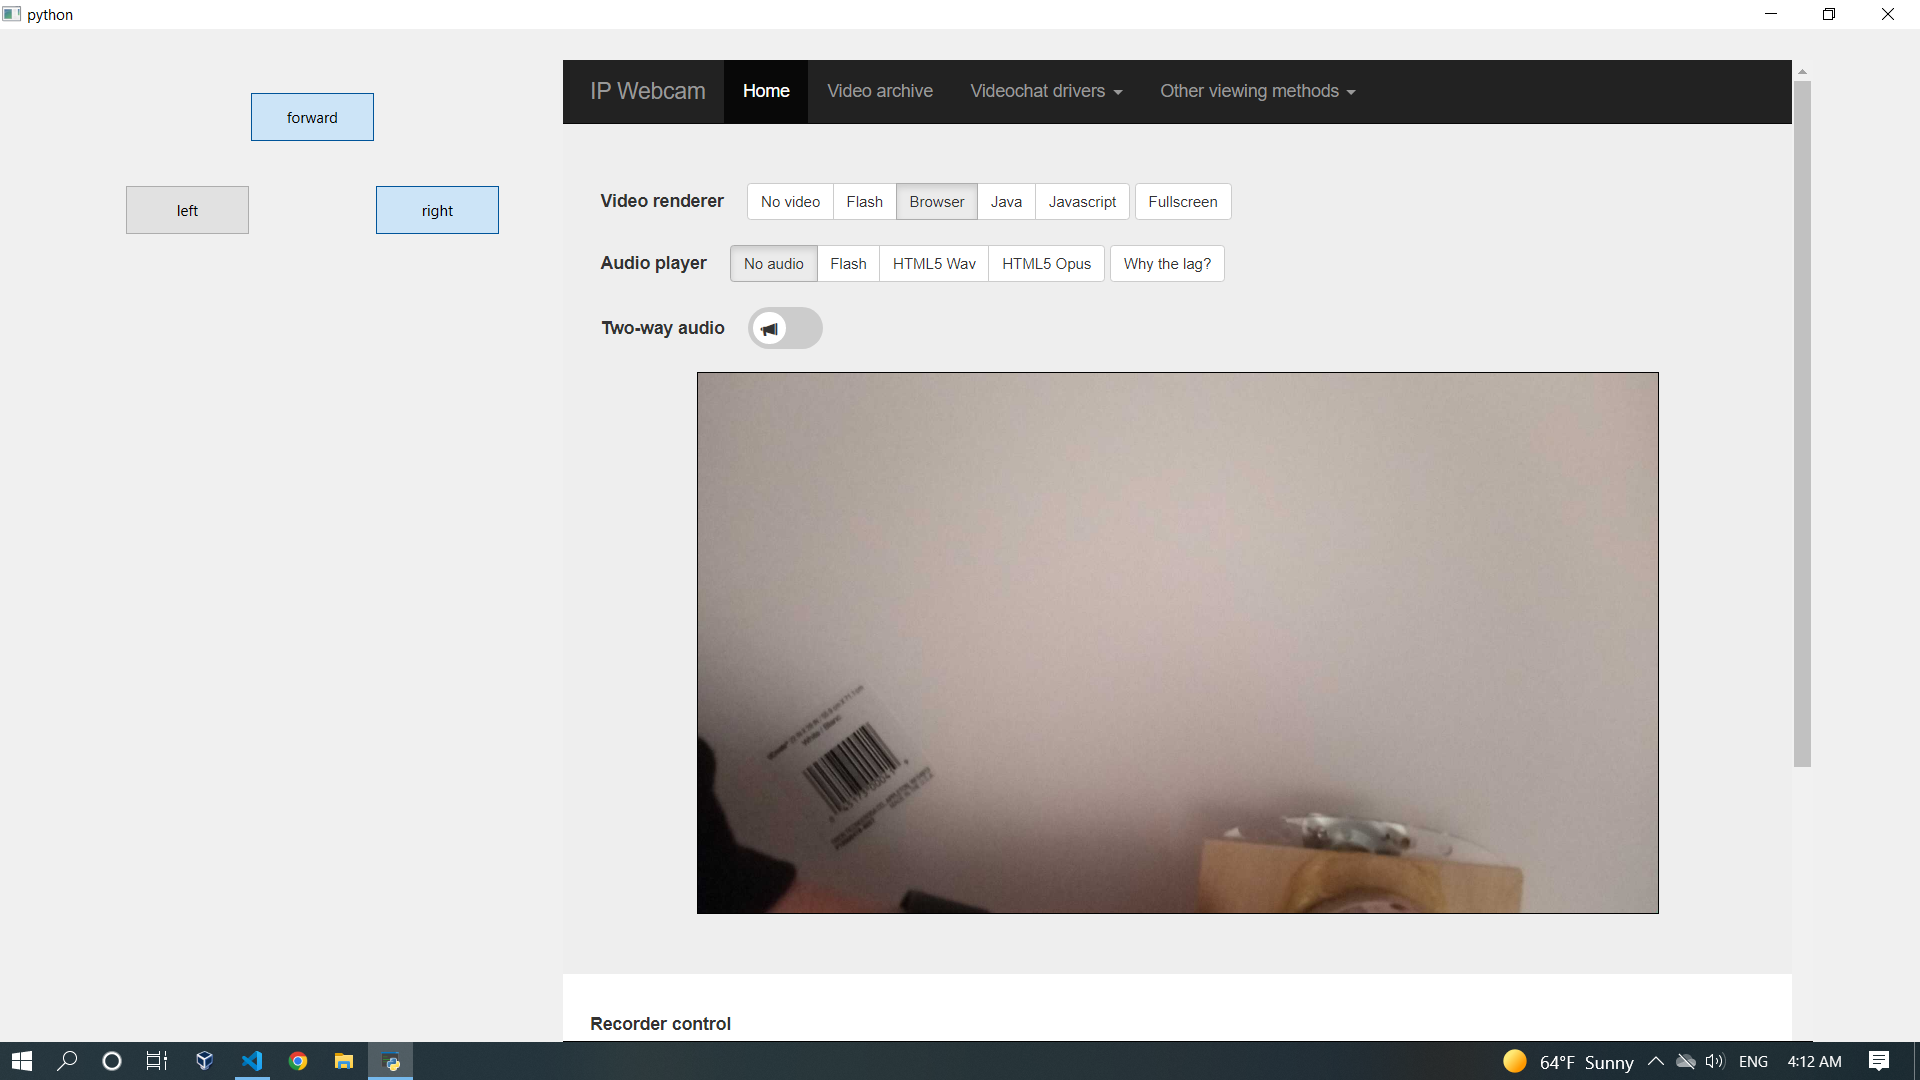 python
forward
left
right
IP Webcam Home Video archive Videochat drivers Other viewing methods
Video renderer No video Flash Browser Java Javascript Fullscreen
Audio player No audio Flash HTML5 Wav HTML5 Opus Why the lag?
Two-way audio
White / Blanc
Recorder control
64°F Sunny ENG 4:12 AM